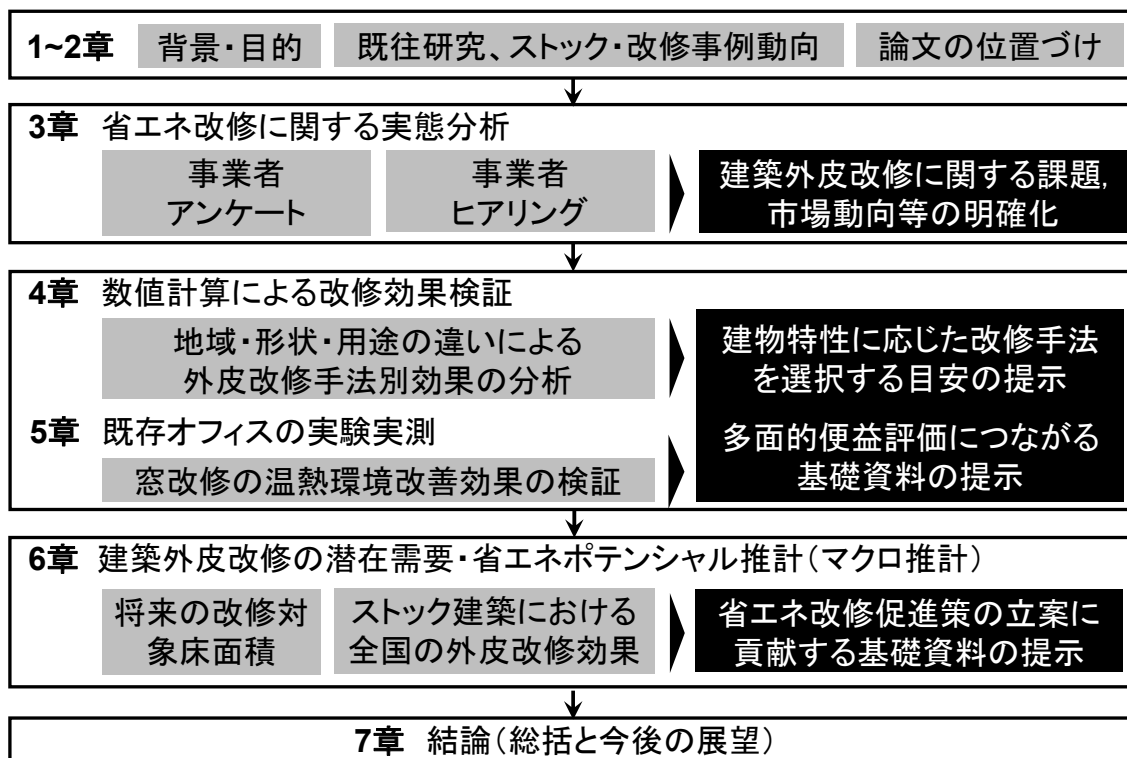 1~2章 背景・目的 既往研究、ストック・改修事例動向 論文の位置づけ
3章 省エネ改修に関する実態分析
事業者
アンケート
事業者
ヒアリング
建築外皮改修に関する課題,
市場動向等の明確化
4章 数値計算による改修効果検証
地域・形状・用途の違いによる
外皮改修手法別効果の分析
建物特性に応じた改修手法
を選択する目安の提示
5章 既存オフィスの実験実測
窓改修の温熱環境改善効果の検証
多面的便益評価につながる
基礎資料の提示
6章 建築外皮改修の潜在需要・省エネポテンシャル推計(マクロ推計)
将来の改修対
象床面積
ストック建築における
全国の外皮改修効果
省エネ改修促進策の立案に
貢献する基礎資料の提示
7章 結論(総括と今後の展望)